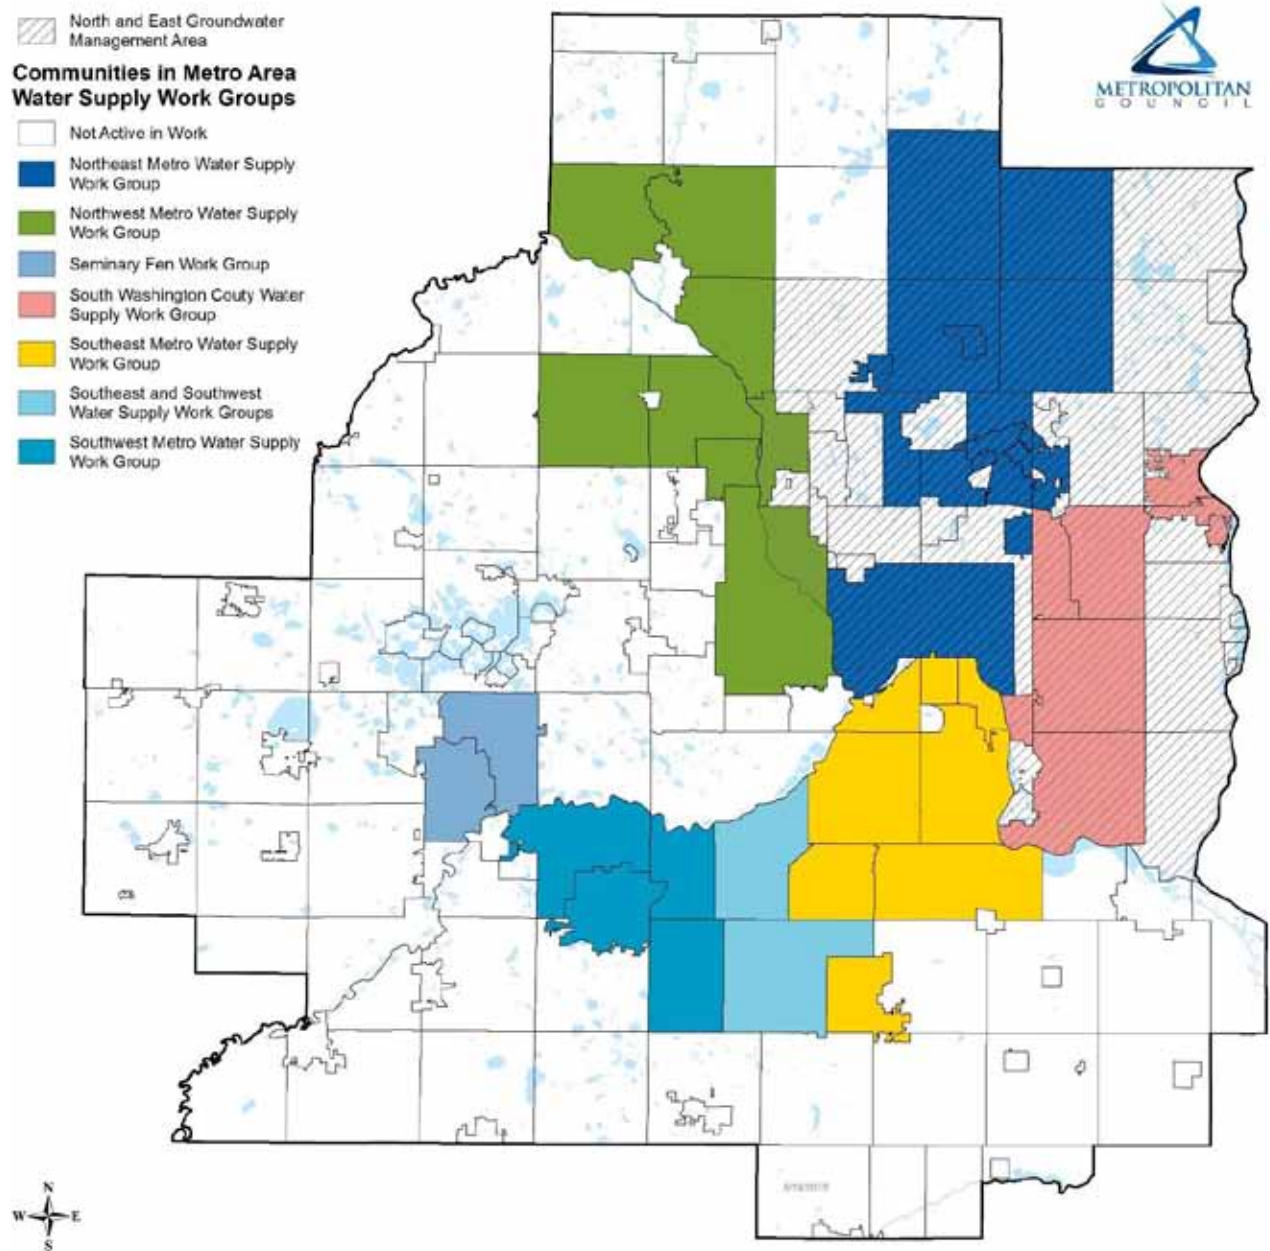 North and East Groundwater
Management Area
Communities in Metro Area
Water Supply Work Groups
Not Active in Work
Northeast Metro Water Supply
Work Group
Northwest Metro Water Supply
Work Group
Seminary Fen Work Group
South Washington Couty Water
Supply Work Group
Southeast Metro Water Supply
Work Group
Southeast and Southwest
Water Supply Work Groups
Southwest Metro Water Supply
Work Group
METROPOLITAN
COUNCIL
N
W E
S